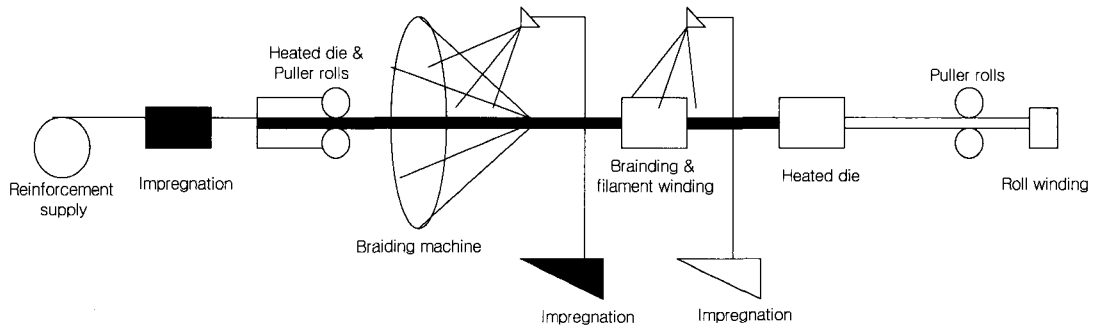 Reinforcement
supply
Impregnation
Heated die &
Puller rolls
Braiding machine
Impregnation
Brainding &
filament winding
Impregnation
Heated die
Puller rolls
Roll winding